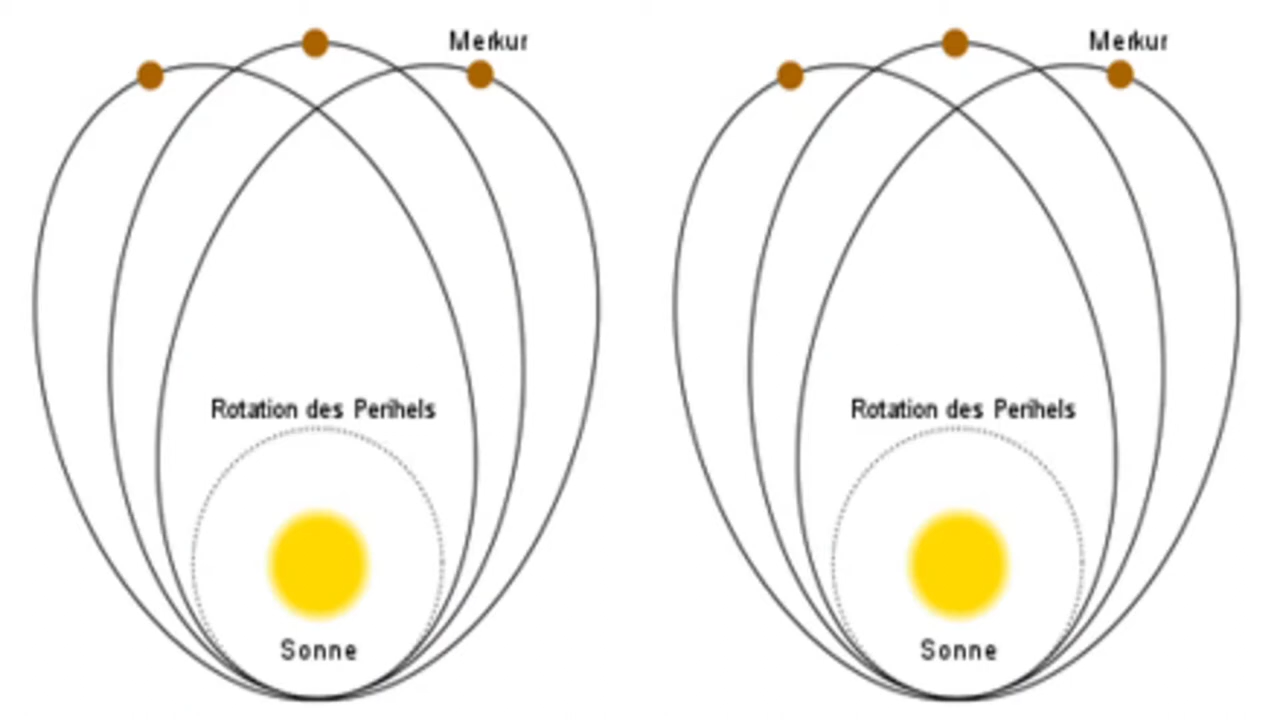 Merkur
Merkur
Rotation des Perihels
Rotation des Perihels
Sonne
Sonne